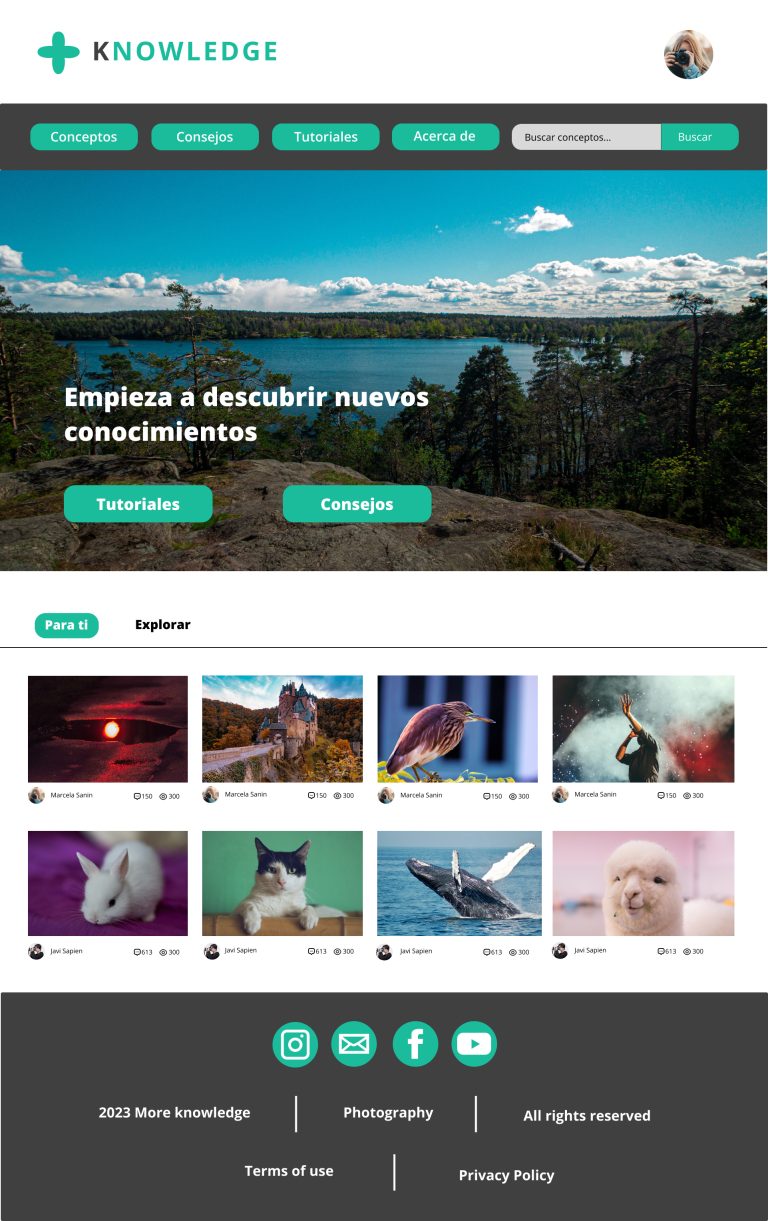 KNOWLEDGE
Conceptos
Consejos
Tutoriales
Acerca de
Buscar conceptos...
Buscar
Empieza a descubrir nuevos
conocimientos
Tutoriales
Consejos
Para ti
Explorar
Marcela Sanin
150
300
Marcela Sanin
150
300
Marcela Sanin
150
300
Marcela Sanin
150
300
Javi Sapien
613
300
Javi Sapien
613
300
Javi Sapien
613
300
Javi Sapien
613
300
2023 More knowledge
Photography
All rights reserved
Terms of use
Privacy Policy